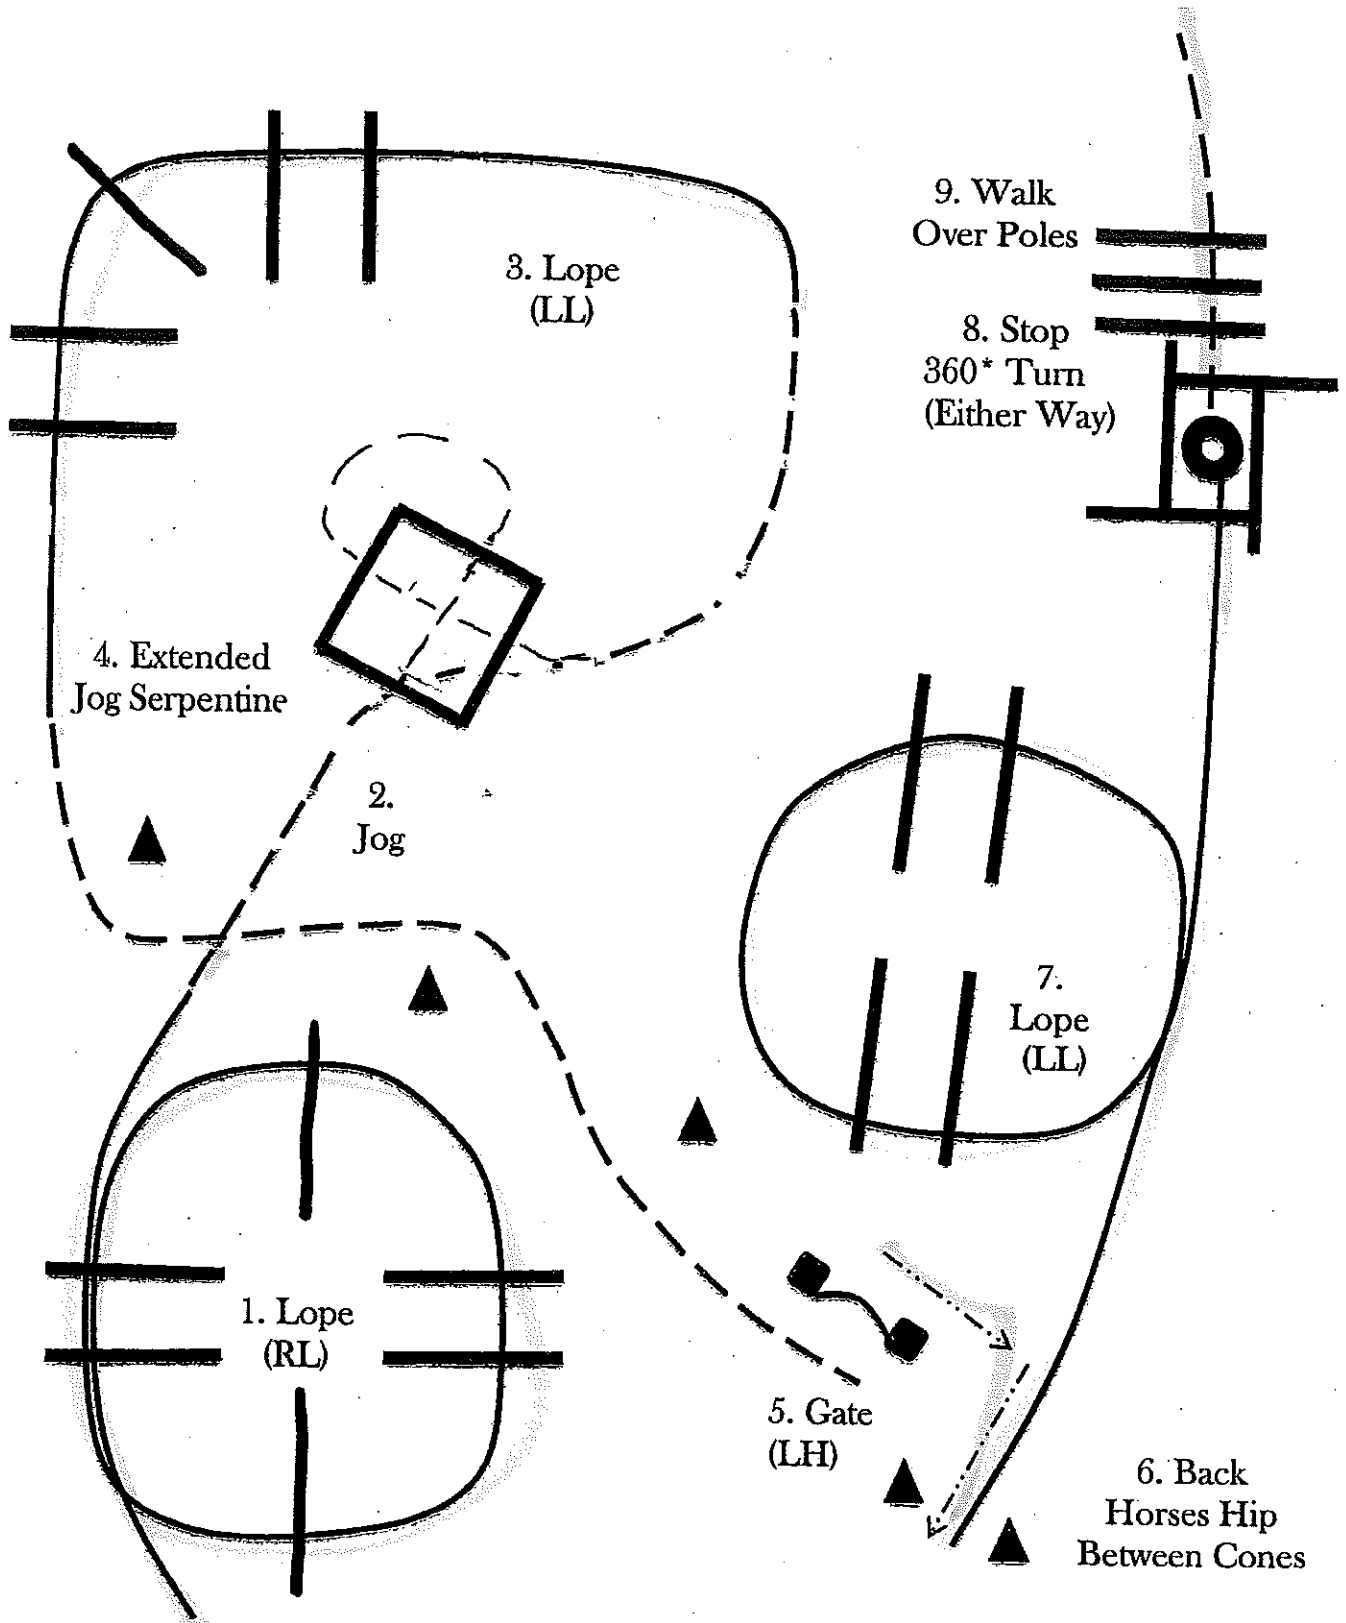 9. Walk
Over Poles
3. Lope
(LL)
8. Stop
360* Turn
(Either Way)
4. Extended
Jog Serpentine
2.
Jog
7.
Lope
(LL)
1. Lope
(RL)
5. Gate
(LH)
6. Back
Horses Hip
Between Cones